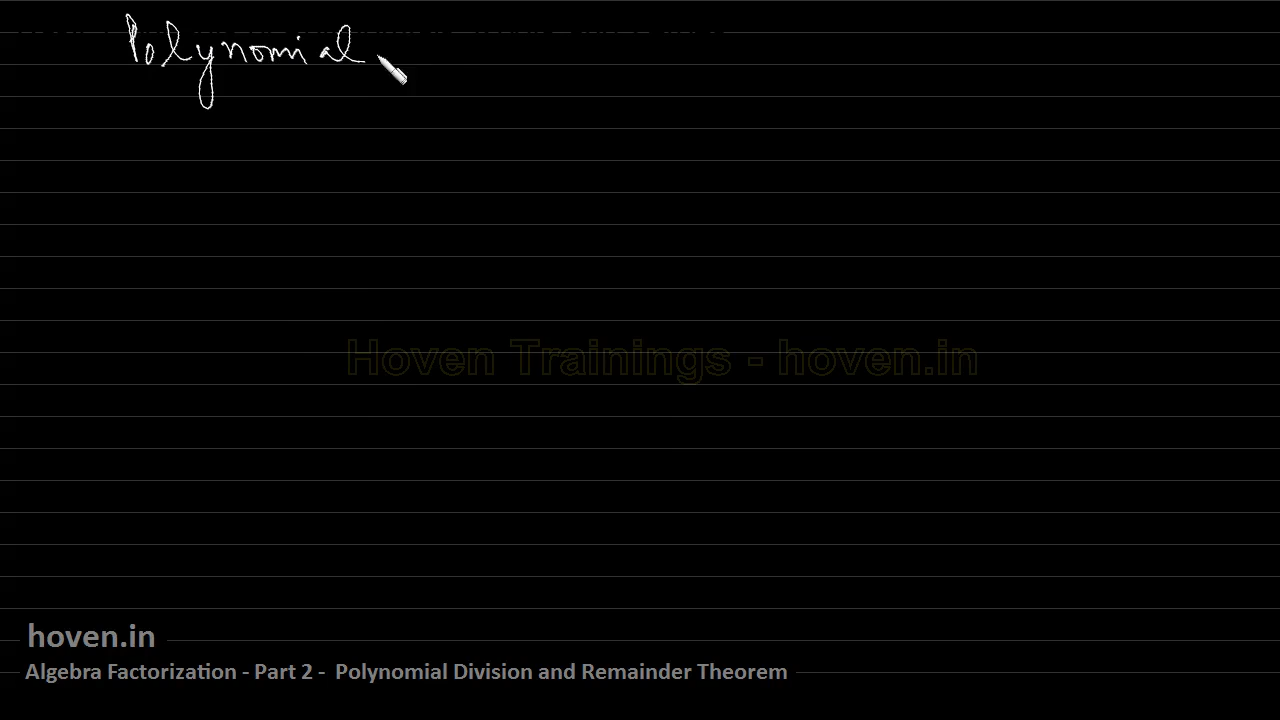 Polynomial
Hoven Trainings - hoven.in
hoven.in
Algebra Factorization - Part 2 - Polynomial Division and Remainder Theorem